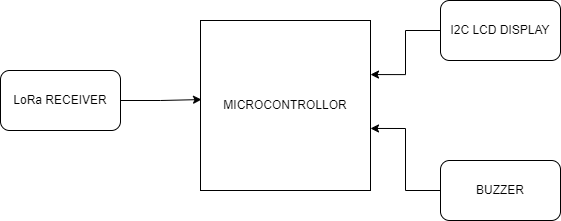 I2C LCD DISPLAY
LoRa RECEIVER
MICROCONTROLLOR
BUZZER